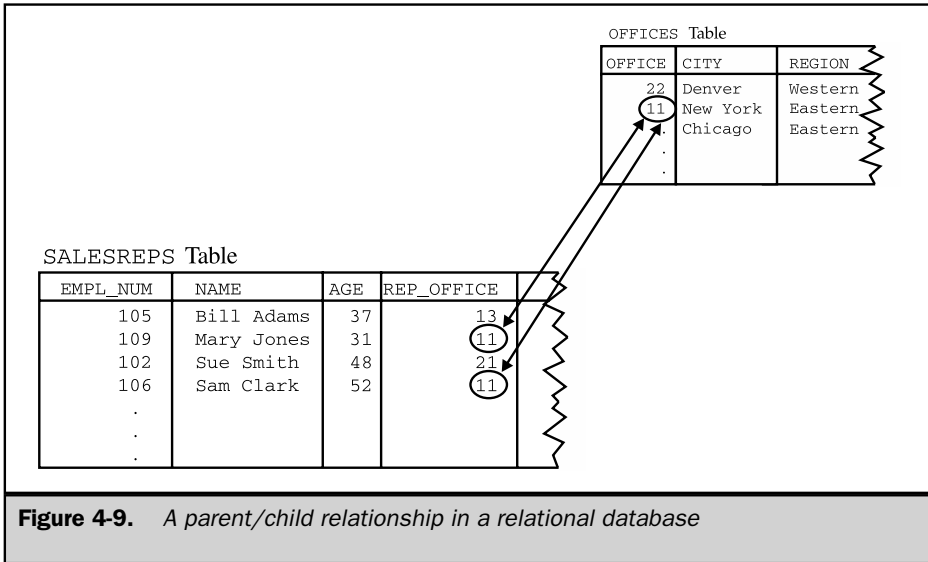 OFFICES Table
OFFICE CITY REGION
22 Denver Western
11 New York Eastern
. Chicago Eastern
.
.
SALESREPS Table
EMPL_NUM NAME AGE REP_OFFICE
105 Bill Adams 37 13
109 Mary Jones 31 11
102 Sue Smith 48 21
106 Sam Clark 52 11
.
.
.
Figure 4-9. A parent/child relationship in a relational database